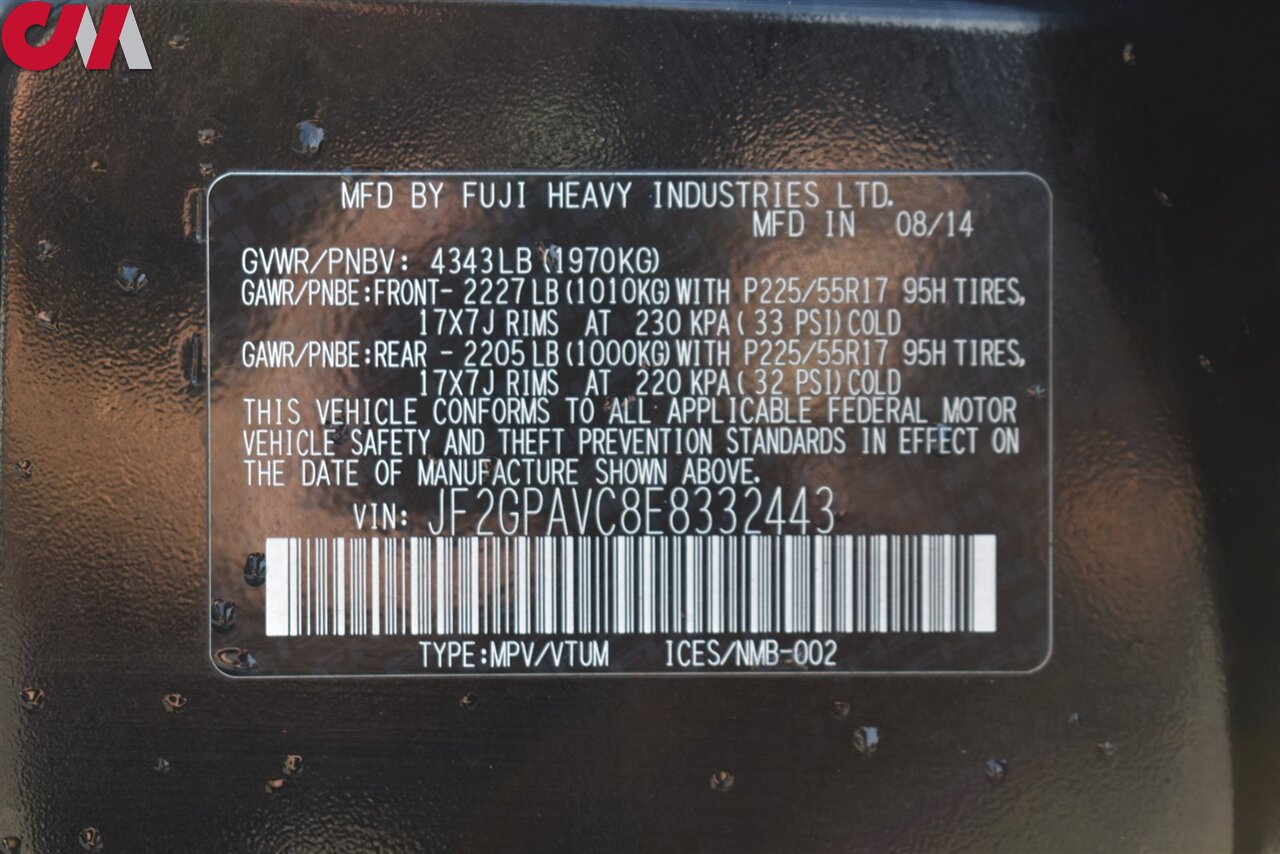 CM
MFD BY FUJI HEAVY INDUSTRIES LTD.
MFD IN 08/14
GVWR/PNBV: 4343LB (1970KG)
GAWR/PNBE:FRONT- 2227LB(1010KG)WITH P225/55R17 95H TIRES,
17X7J RIMS AT 230 KPA( 33 PSI)COLD
GAWR/PNBE:REAR - 2205LB(1000KG)WITH P225/55R17 95H TIRES,
17X7J RIMS AT 220 KPA( 32 PSI)COLD
THIS VEHICLE CONFORMS TO ALL APPLICABLE FEDERAL MOTOR
VEHICLE SAFETY AND THEFT PREVENTION STANDARDS IN EFFECT ON
THE DATE OF MANUFACTURE SHOWN ABOVE.
VIN: JF2GPAVC8E8332443
TYPE:MPV/VTUM ICES/NMB-002